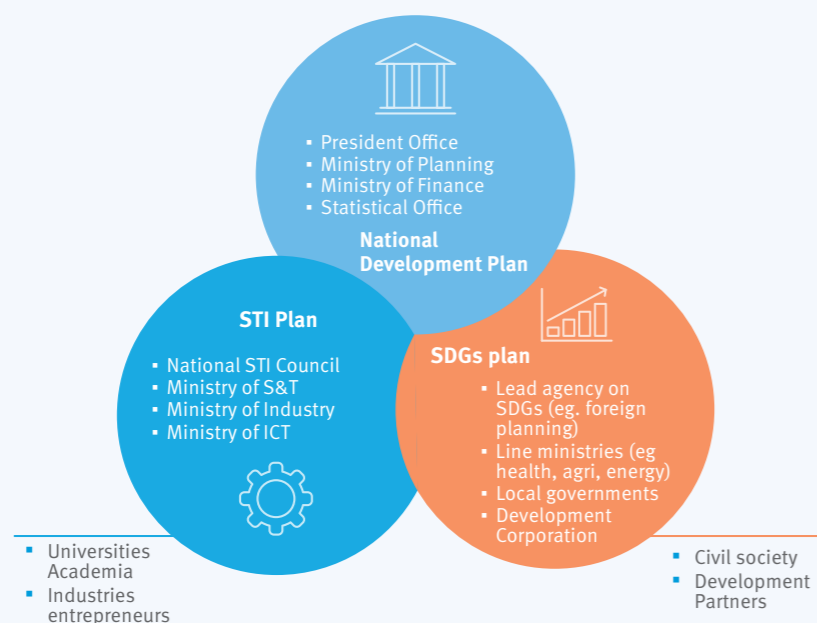 ▪ President Office
▪ Ministry of Planning
▪ Ministry of Finance
▪ Statistical Office
National
Development Plan
STI Plan
▪ National STI Council
▪ Ministry of S&T
▪ Ministry of Industry
▪ Ministry of ICT
SDGs plan
▪ Lead agency on
SDGs (eg. foreign
planning)
▪ Line ministries (eg
health, agri, energy)
▪ Local governments
▪ Development
Corporation
▪ Universities
Academia
▪ Industries
entrepreneurs
▪ Civil society
▪ Development
Partners